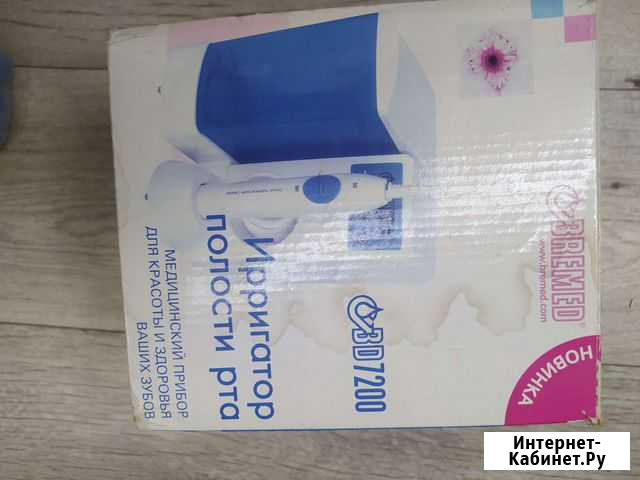 BREMED®
www.bremed.com
НОВИНКА
BD7200
Ирригатор
полости рта
МЕДИЦИНСКИЙ ПРИБОР
ДЛЯ КРАСОТЫ И ЗДОРОВЬЯ
ВАШИХ ЗУБОВ
Интернет-
Кабинет.Ру